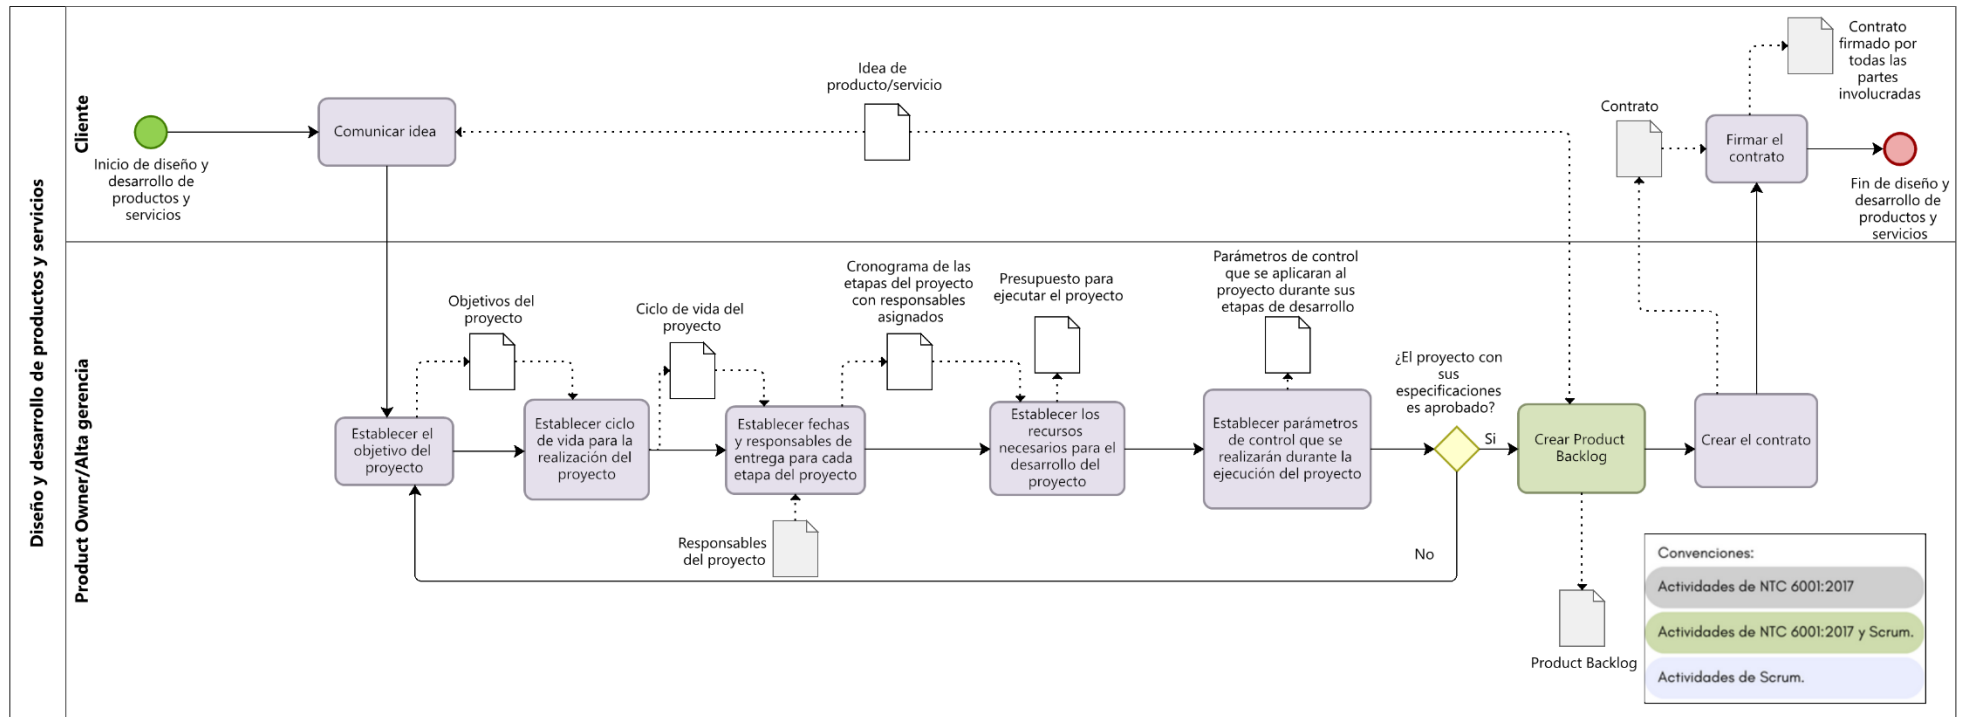 Diseño y desarrollo de productos y servicios
Cliente
Inicio de diseño y
desarrollo de
productos y
servicios
Comunicar idea
Idea de
producto/servicio
Contrato
Firmar el
contrato
Contrato
firmado por
todas las
partes
involucradas
Fin de diseño y
desarrollo de
productos y
servicios
Product Owner/Alta gerencia
Establecer el
objetivo del
proyecto
Objetivos del
proyecto
Establecer ciclo
de vida para la
realización del
proyecto
Ciclo de vida del
proyecto
Establecer fechas
y responsables de
entrega para cada
etapa del proyecto
Responsables
del proyecto
Cronograma de las
etapas del proyecto
con responsables
asignados
Establecer los
recursos
necesarios para el
desarrollo del
proyecto
Presupuesto para
ejecutar el proyecto
Establecer parámetros
de control que se
realizarán durante la
ejecución del proyecto
Parámetros de control
que se aplicaran al
proyecto durante sus
etapas de desarrollo
¿El proyecto con
sus
especificaciones
es aprobado?
Si
No
Crear Product
Backlog
Product Backlog
Crear el contrato
Convenciones:
Actividades de NTC 6001:2017
Actividades de NTC 6001:2017 y Scrum.
Actividades de Scrum.